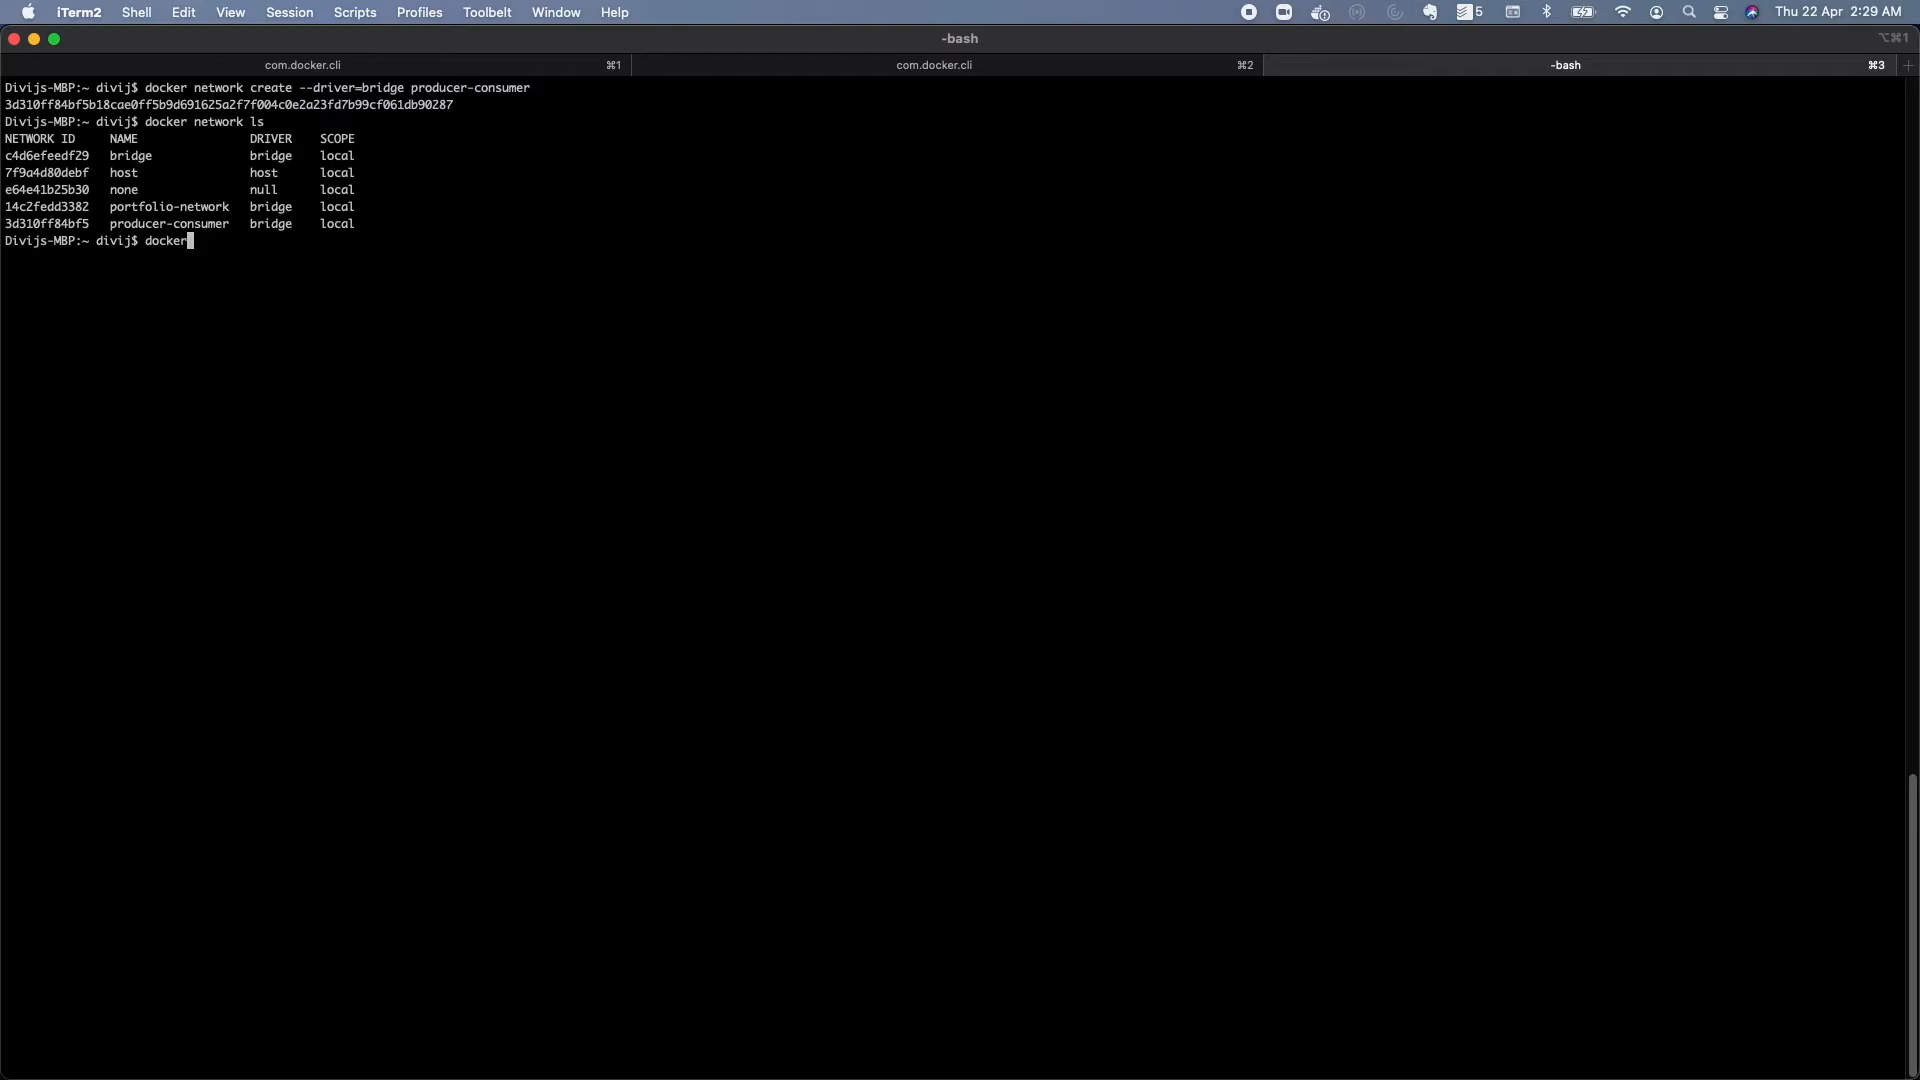 iTerm2 Shell Edit View Session Scripts Profiles Toolbelt Window Help 5 Thu 22 Apr 2:29 AM
-bash ⌥⌘1
com.docker.cli ⌘1 com.docker.cli ⌘2 -bash ⌘3
Divijs-MBP:~ divij$ docker network create --driver=bridge producer-consumer
3d310ff84bf5b18cae0ff5b9d691625a2f7f004c0e2a23fd7b99cf061db90287
Divijs-MBP:~ divij$ docker network ls
NETWORK ID NAME DRIVER SCOPE
c4d6efeedf29 bridge bridge local
7f9a4d80debf host host local
e64e41b25b30 none null local
14c2fedd3382 portfolio-network bridge local
3d310ff84bf5 producer-consumer bridge local
Divijs-MBP:~ divij$ docker